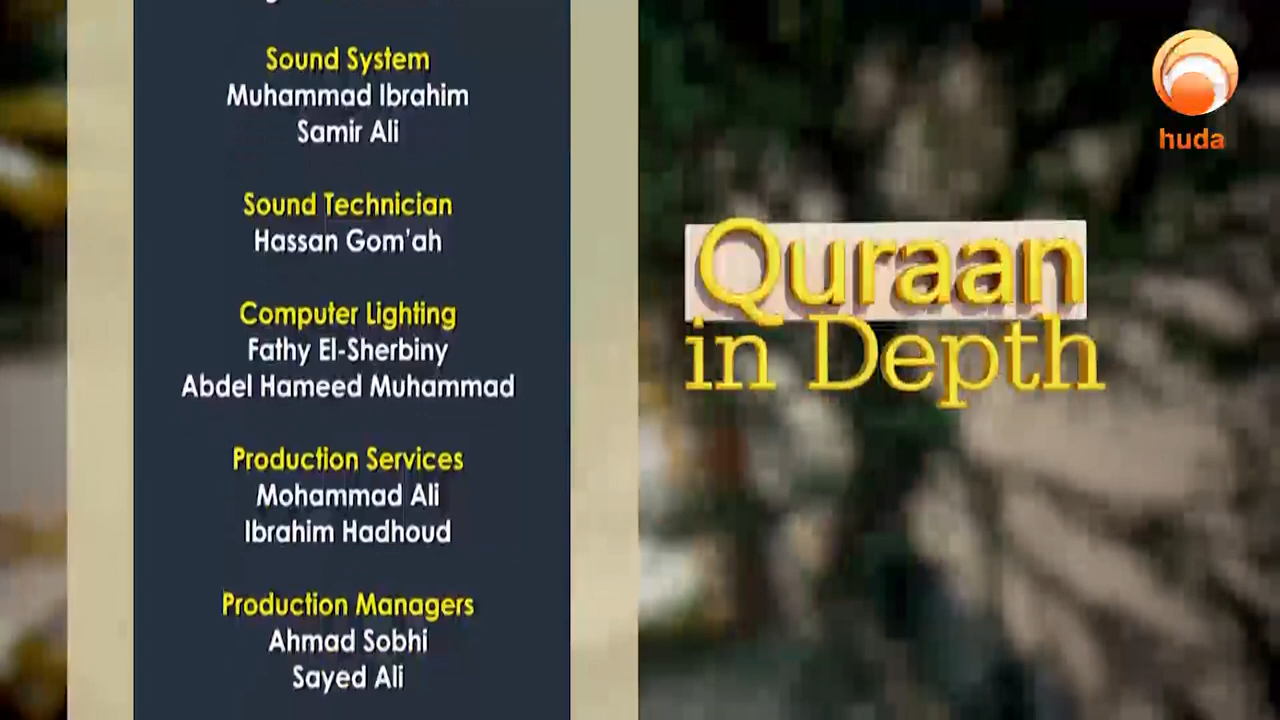 Sound System
Muhammad Ibrahim
Samir Ali
Sound Technician
Hassan Gom'ah
Computer Lighting
Fathy El-Sherbiny
Abdel Hameed Muhammad
Production Services
Mohammad Ali
Ibrahim Hadhoud
Production Managers
Ahmad Sobhi
Sayed Ali
Quraan
in Depth
huda